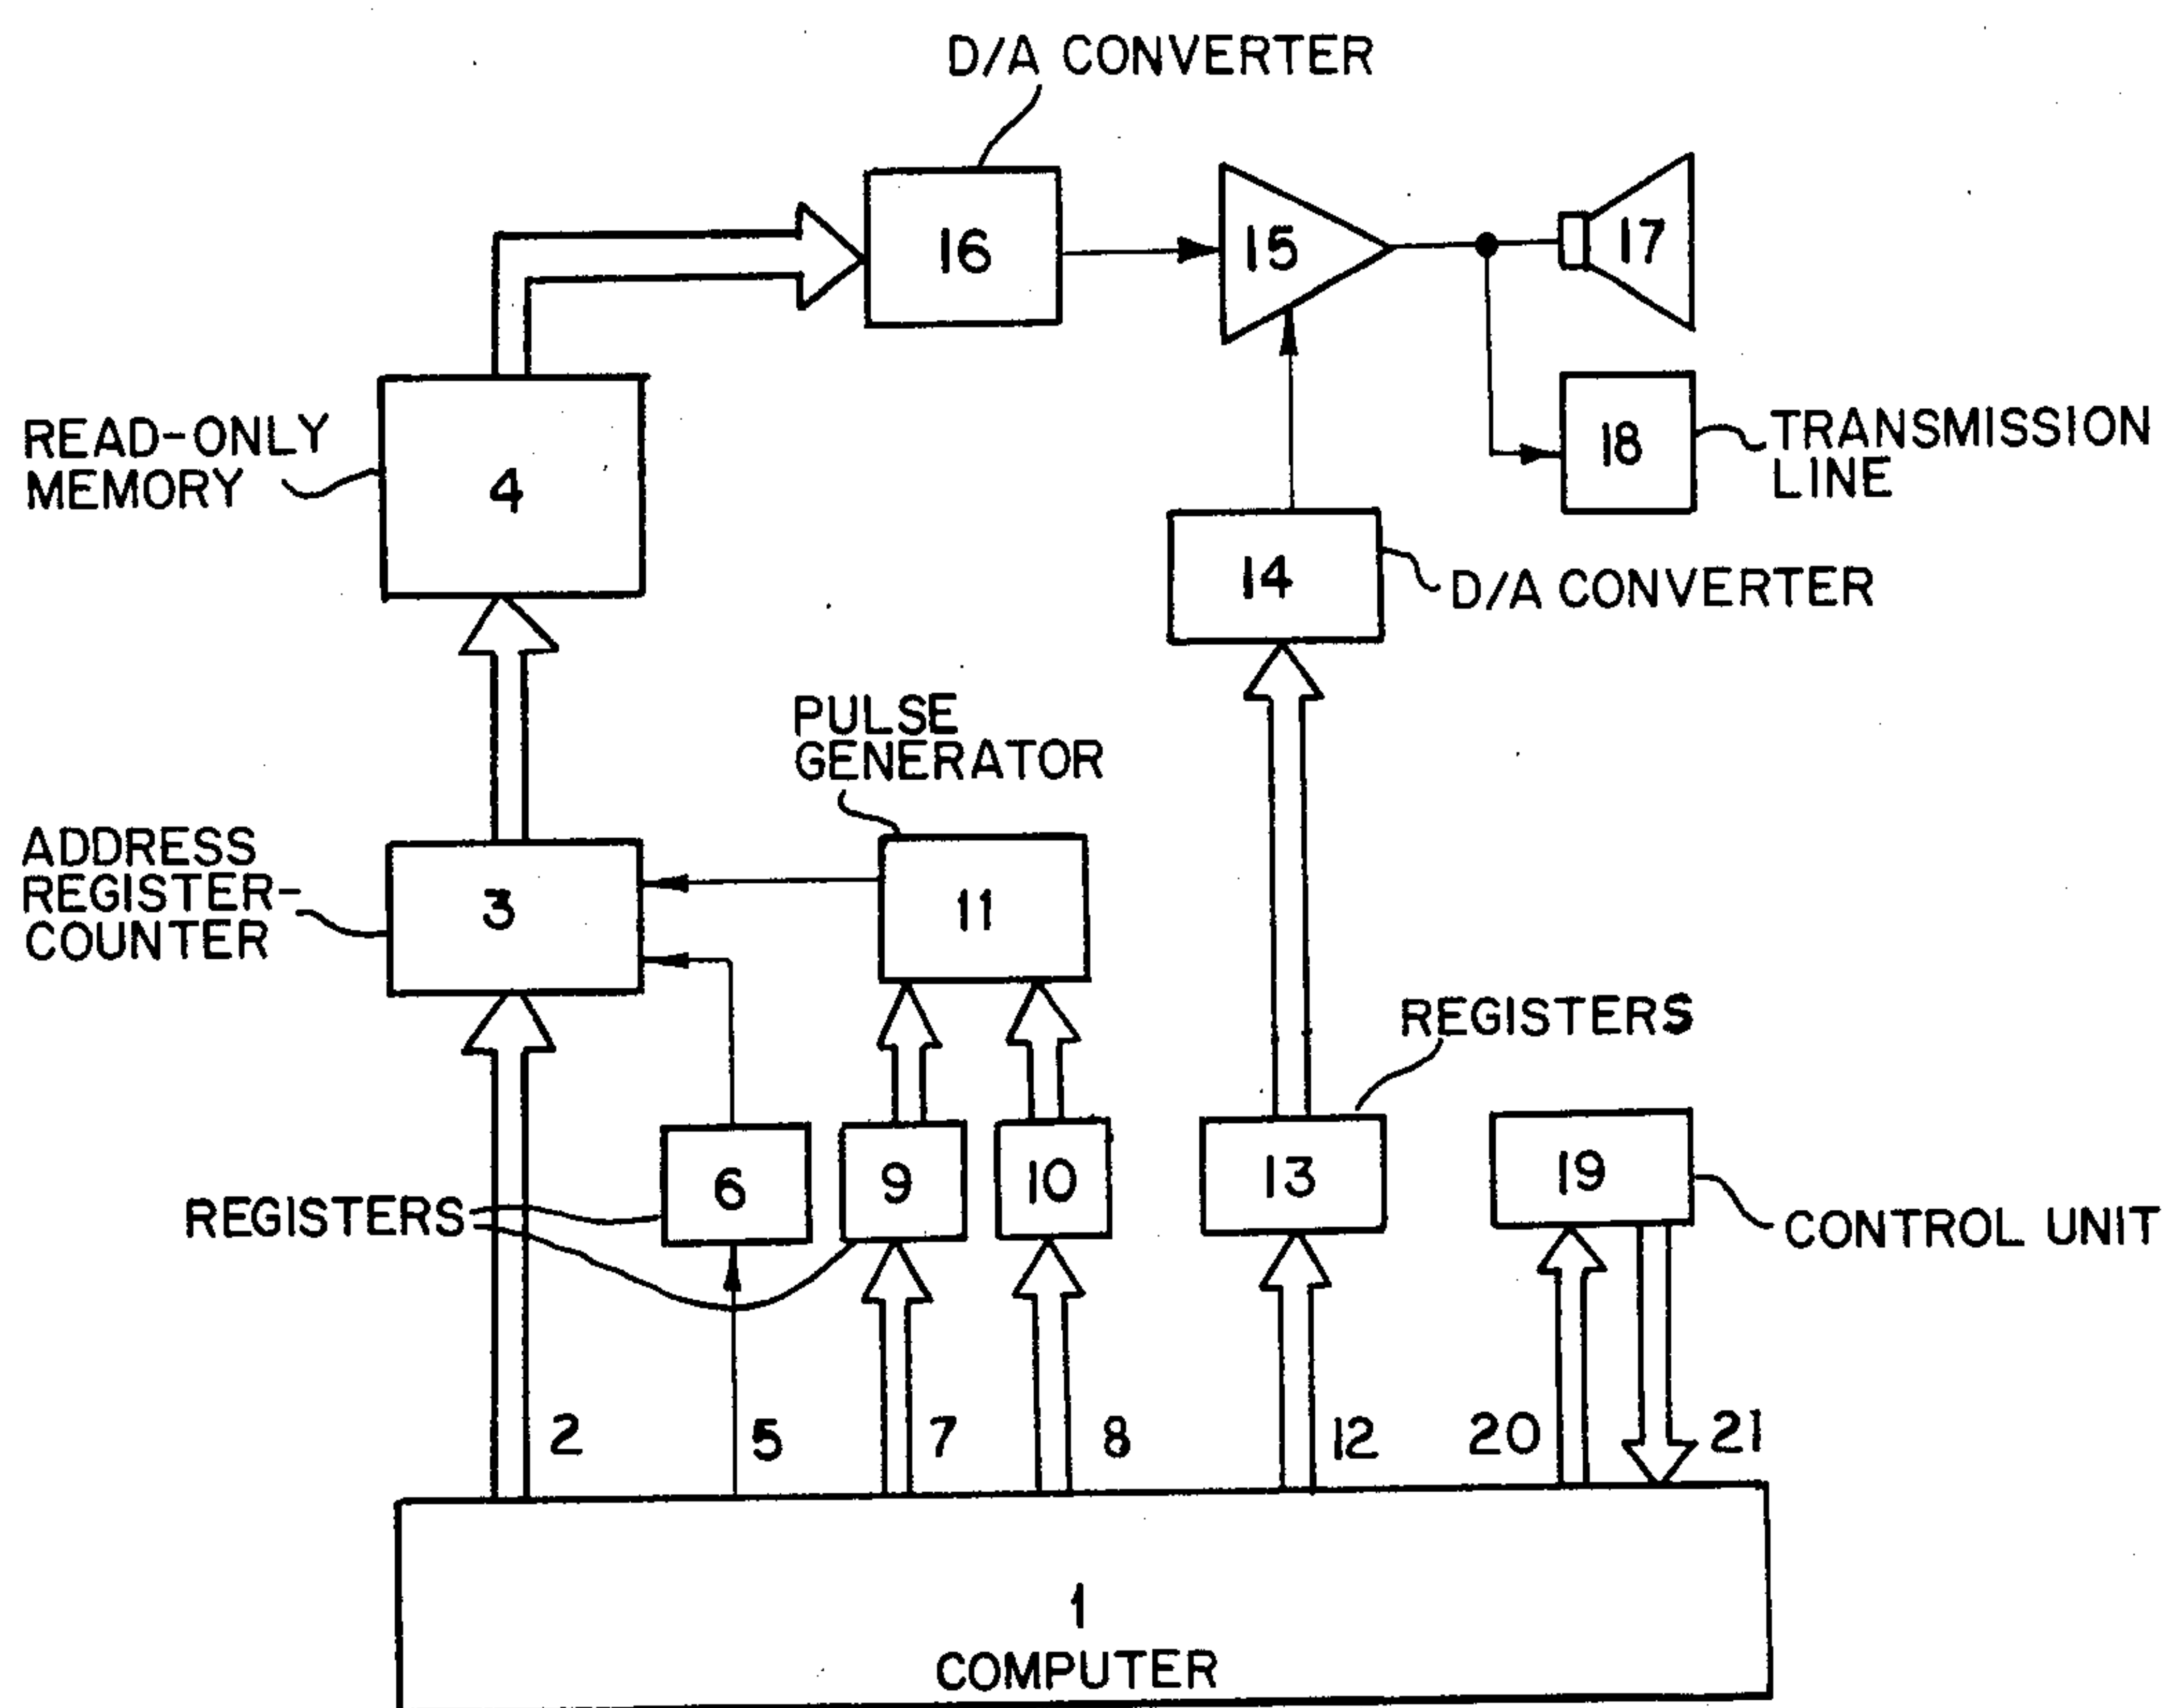 D/A CONVERTER
16
15
17
READ-ONLY
MEMORY
4
18
TRANSMISSION
LINE
14
D/A CONVERTER
PULSE
GENERATOR
ADDRESS
REGISTER-
COUNTER
3
11
REGISTERS
6
9
10
13
19
REGISTERS
CONTROL UNIT
2
5
7
8
12
20
21
1
COMPUTER